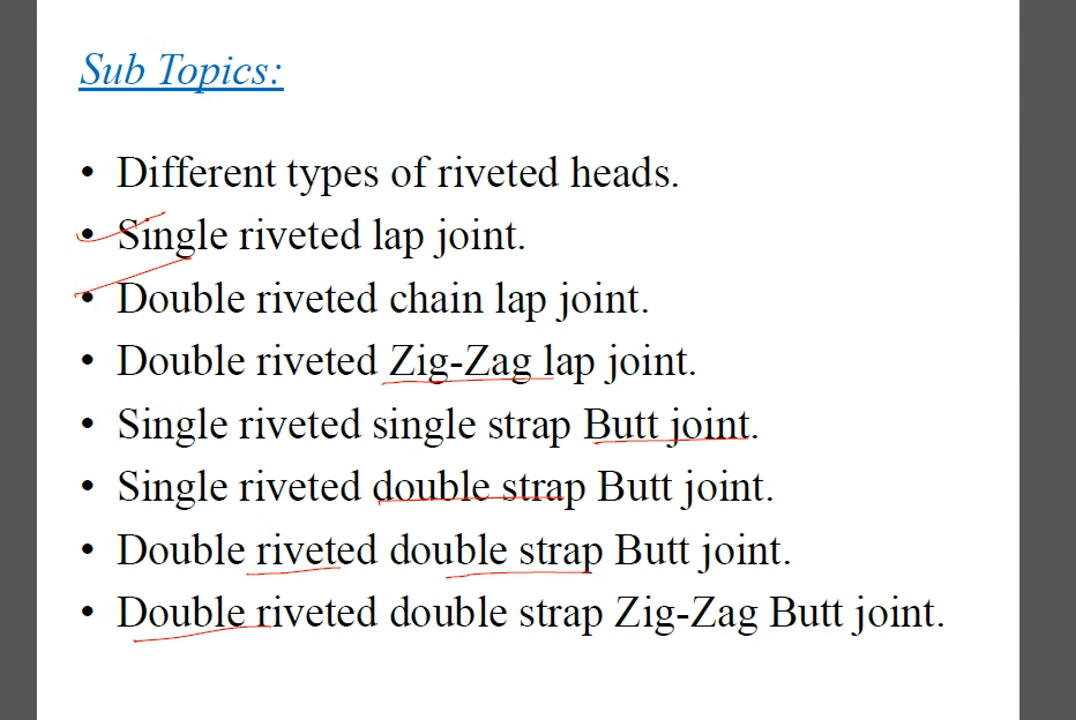 Sub Topics:
• Different types of riveted heads.
• Single riveted lap joint.
• Double riveted chain lap joint.
• Double riveted Zig-Zag lap joint.
• Single riveted single strap Butt joint.
• Single riveted double strap Butt joint.
• Double riveted double strap Butt joint.
• Double riveted double strap Zig-Zag Butt joint.